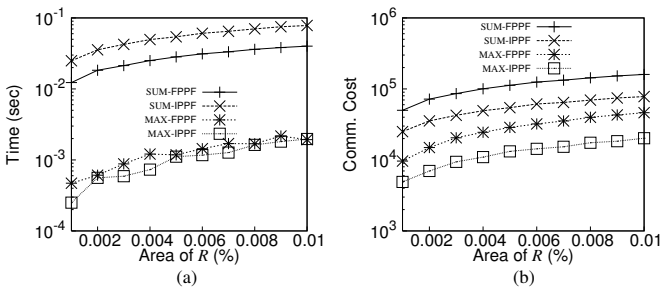 10^-1
10^-2
10^-3
10^-4
Time (sec)
SUM-FPPF
SUM-IPPF
MAX-FPPF
MAX-IPPF
0.002 0.004 0.006 0.008 0.01
Area of R (%)
(a)
10^6
10^5
10^4
10^3
Comm. Cost
SUM-FPPF
SUM-IPPF
MAX-FPPF
MAX-IPPF
0.002 0.004 0.006 0.008 0.01
Area of R (%)
(b)